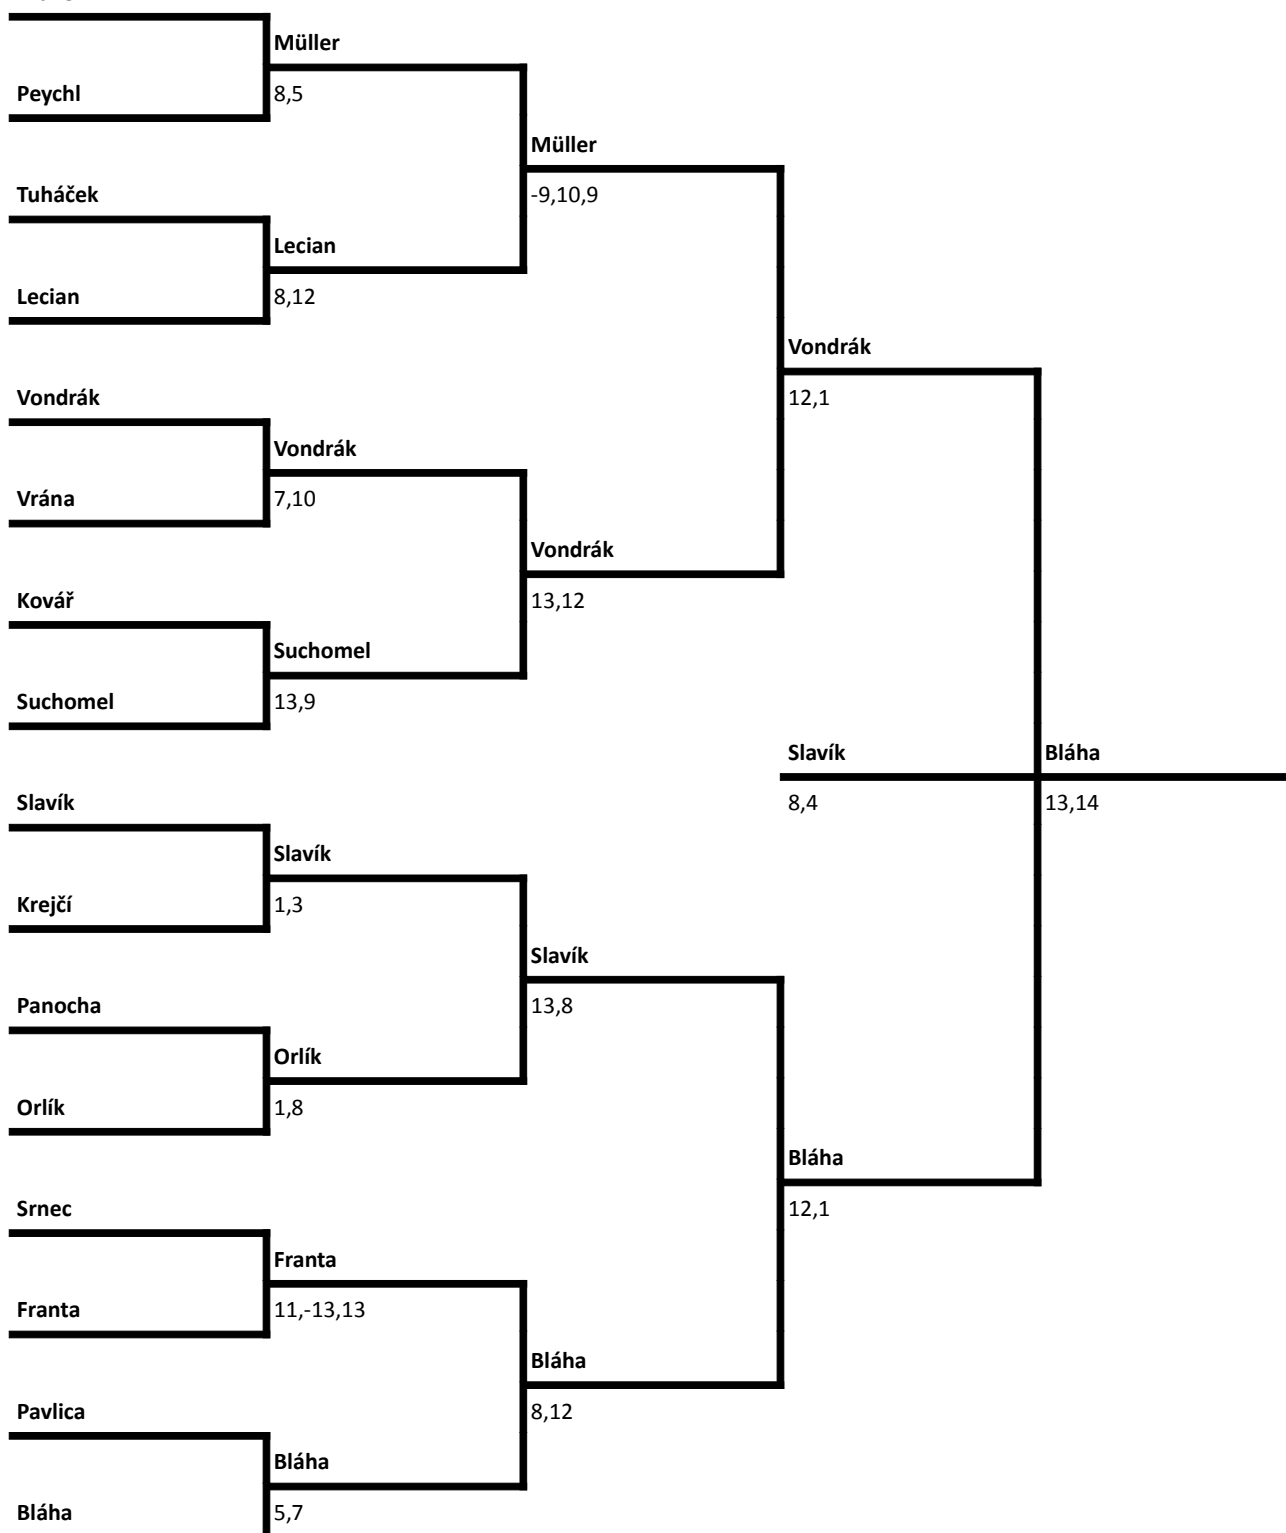 Müller
Peychl
8,5
Müller
Tuháček
-9,10,9
Lecian
Lecian
8,12
Vondrák
Vondrák
12,1
Vondrák
Vrána
7,10
Vondrák
Kovář
13,12
Suchomel
Suchomel
13,9
Slavík
Bláha
Slavík
8,4
13,14
Slavík
Krejčí
1,3
Slavík
Panocha
13,8
Orlík
Orlík
1,8
Bláha
Srnec
12,1
Franta
Franta
11,-13,13
Bláha
Pavlica
8,12
Bláha
Bláha
5,7